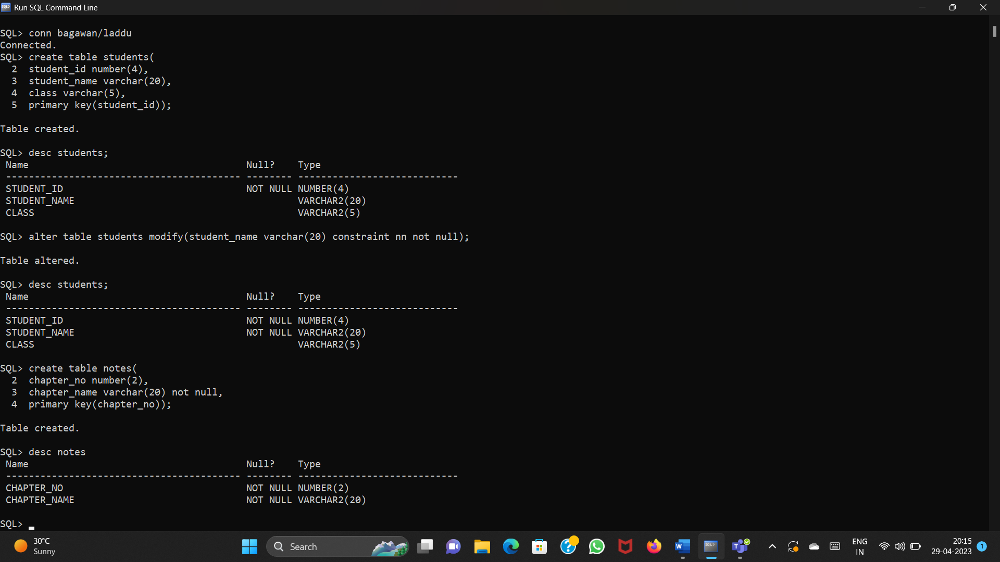 Run SQL Command Line
SQL> conn bagawan/laddu
Connected.
SQL> create table students(
  2  student_id number(4),
  3  student_name varchar(20),
  4  class varchar(5),
  5  primary key(student_id));
Table created.
SQL> desc students;
 Name                                      Null?    Type
 ----------------------------------------- -------- ----------------------------
 STUDENT_ID                                NOT NULL NUMBER(4)
 STUDENT_NAME                                       VARCHAR2(20)
 CLASS                                              VARCHAR2(5)
SQL> alter table students modify(student_name varchar(20) constraint nn not null);
Table altered.
SQL> desc students;
 Name                                      Null?    Type
 ----------------------------------------- -------- ----------------------------
 STUDENT_ID                                NOT NULL NUMBER(4)
 STUDENT_NAME                              NOT NULL VARCHAR2(20)
 CLASS                                              VARCHAR2(5)
SQL> create table notes(
  2  chapter_no number(2),
  3  chapter_name varchar(20) not null,
  4  primary key(chapter_no));
Table created.
SQL> desc notes
 Name                                      Null?    Type
 ----------------------------------------- -------- ----------------------------
 CHAPTER_NO                                NOT NULL NUMBER(2)
 CHAPTER_NAME                              NOT NULL VARCHAR2(20)
SQL>
30°C
Sunny
Search
ENG
IN
20:15
29-04-2023
1